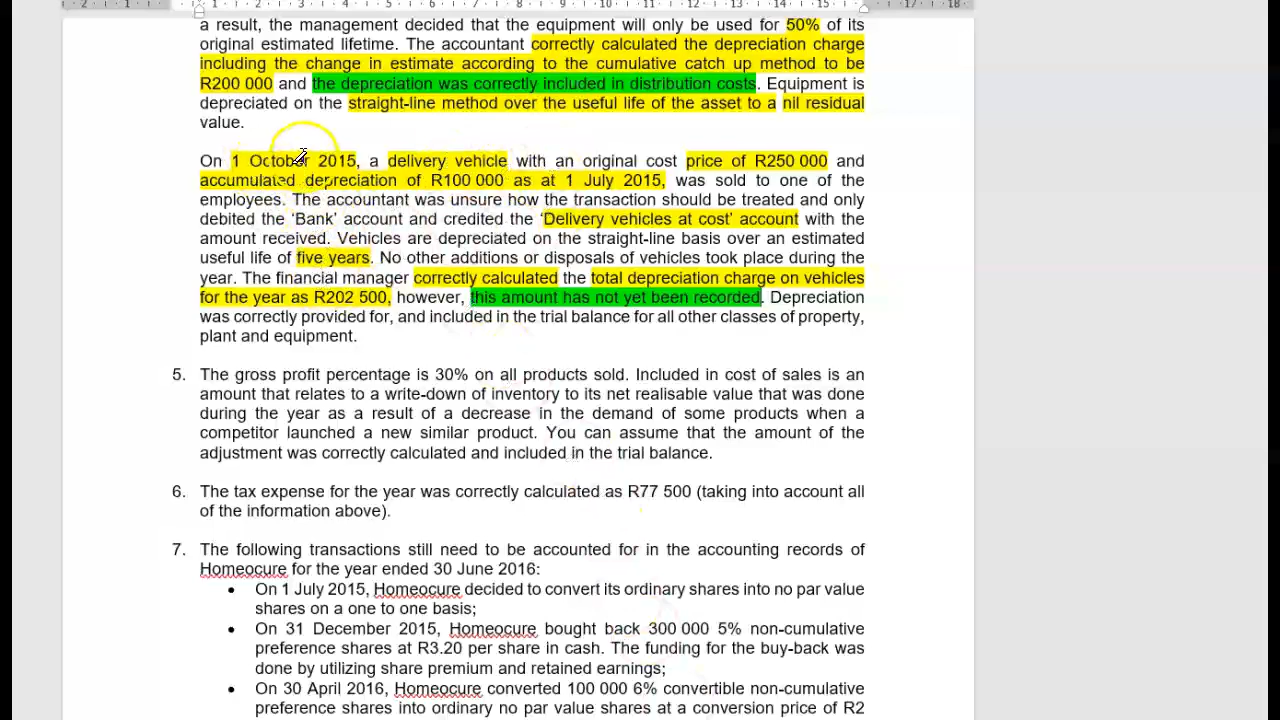 2 1 1 2 3 4 5 6 7 8 9 10 11 12 13 14 15 16 17 18
a result, the management decided that the equipment will only be used for 50% of its
original estimated lifetime. The accountant correctly calculated the depreciation charge
including the change in estimate according to the cumulative catch up method to be
R200 000 and the depreciation was correctly included in distribution costs. Equipment is
depreciated on the straight-line method over the useful life of the asset to a nil residual
value.
On 1 October 2015, a delivery vehicle with an original cost price of R250 000 and
accumulated depreciation of R100 000 as at 1 July 2015, was sold to one of the
employees. The accountant was unsure how the transaction should be treated and only
debited the ‘Bank’ account and credited the ‘Delivery vehicles at cost’ account with the
amount received. Vehicles are depreciated on the straight-line basis over an estimated
useful life of five years. No other additions or disposals of vehicles took place during the
year. The financial manager correctly calculated the total depreciation charge on vehicles
for the year as R202 500, however, this amount has not yet been recorded. Depreciation
was correctly provided for, and included in the trial balance for all other classes of property,
plant and equipment.
5. The gross profit percentage is 30% on all products sold. Included in cost of sales is an
amount that relates to a write-down of inventory to its net realisable value that was done
during the year as a result of a decrease in the demand of some products when a
competitor launched a new similar product. You can assume that the amount of the
adjustment was correctly calculated and included in the trial balance.
6. The tax expense for the year was correctly calculated as R77 500 (taking into account all
of the information above).
7. The following transactions still need to be accounted for in the accounting records of
Homeocure for the year ended 30 June 2016:
• On 1 July 2015, Homeocure decided to convert its ordinary shares into no par value
shares on a one to one basis;
• On 31 December 2015, Homeocure bought back 300 000 5% non-cumulative
preference shares at R3.20 per share in cash. The funding for the buy-back was
done by utilizing share premium and retained earnings;
• On 30 April 2016, Homeocure converted 100 000 6% convertible non-cumulative
preference shares into ordinary no par value shares at a conversion price of R2